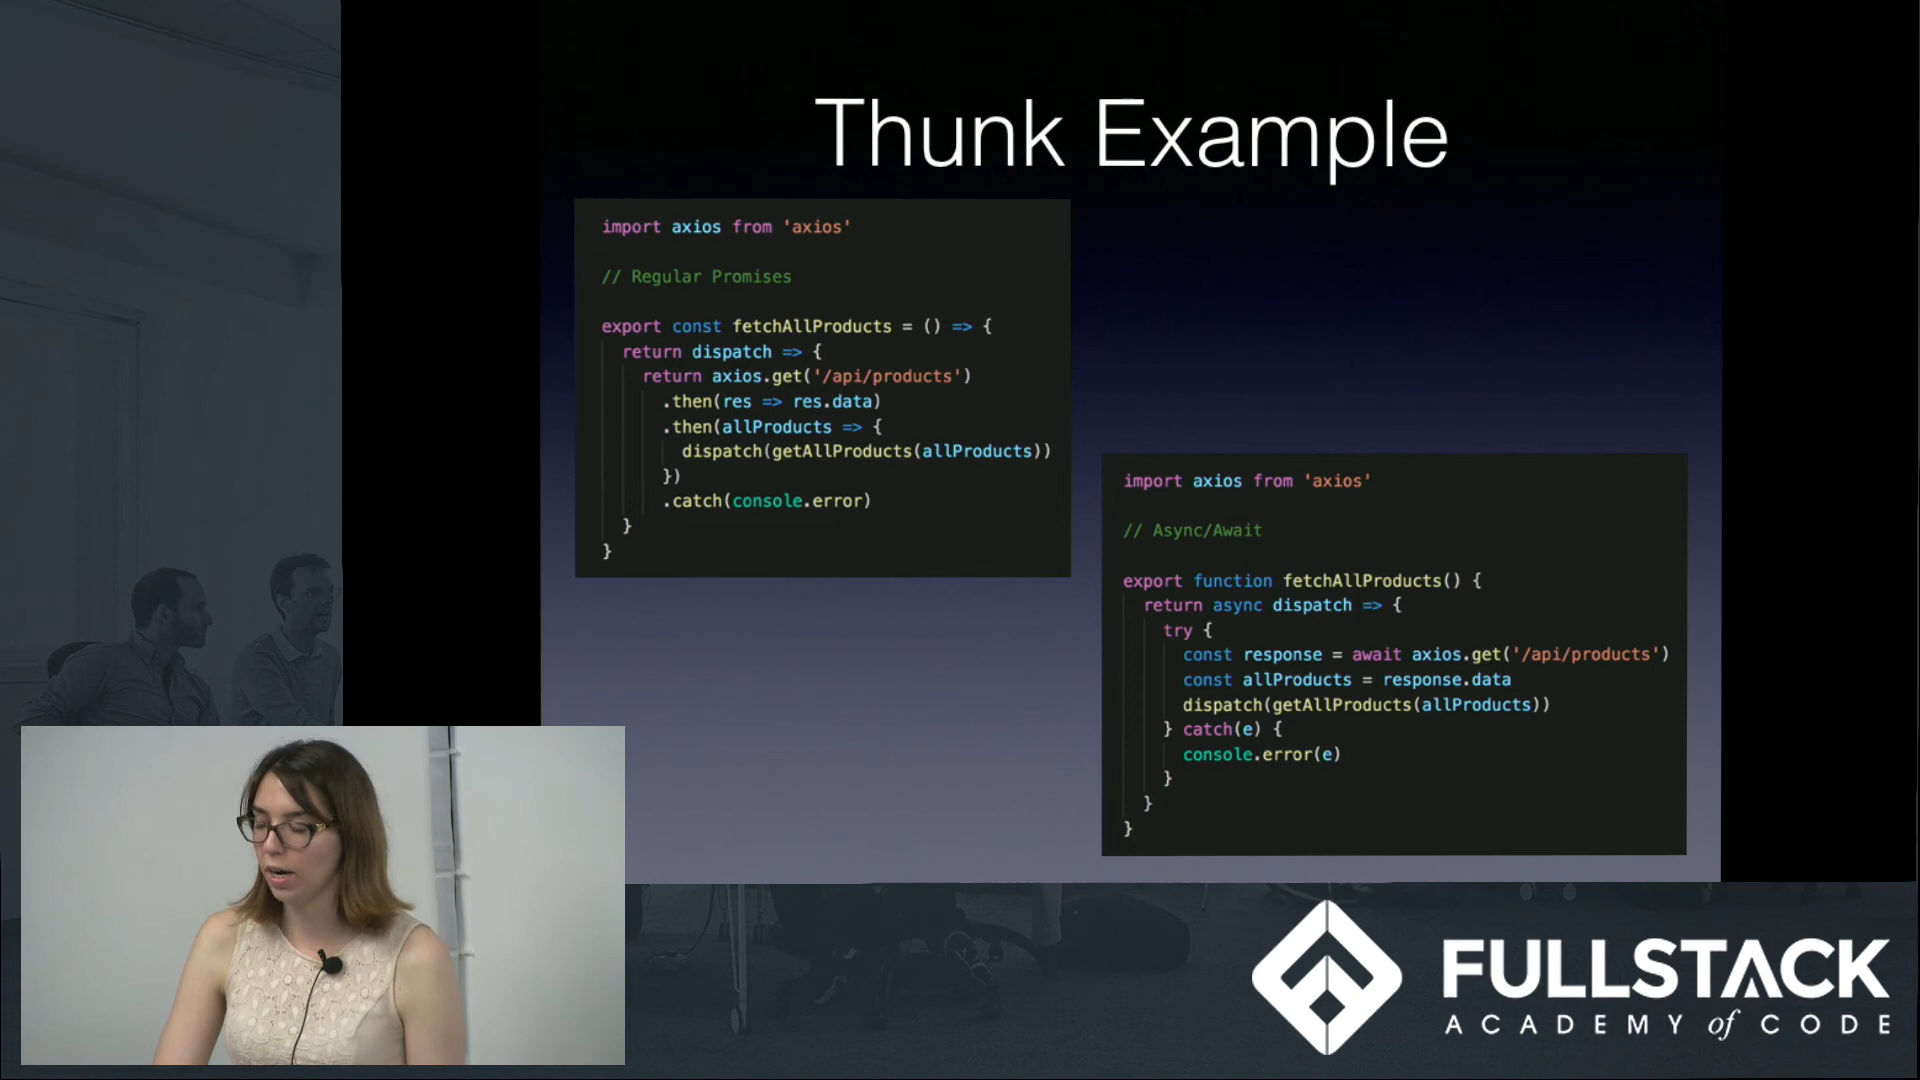 Thunk Example
import axios from 'axios'
// Regular Promises
export const fetchAllProducts = () => {
return dispatch => {
return axios.get('/api/products')
.then(res => res.data)
.then(allProducts => {
dispatch(getAllProducts(allProducts))
})
.catch(console.error)
}
}
import axios from 'axios'
// Async/Await
export function fetchAllProducts() {
return async dispatch => {
try {
const response = await axios.get('/api/products')
const allProducts = response.data
dispatch(getAllProducts(allProducts))
} catch(e) {
console.error(e)
}
}
}
FULLSTACK
ACADEMY of CODE